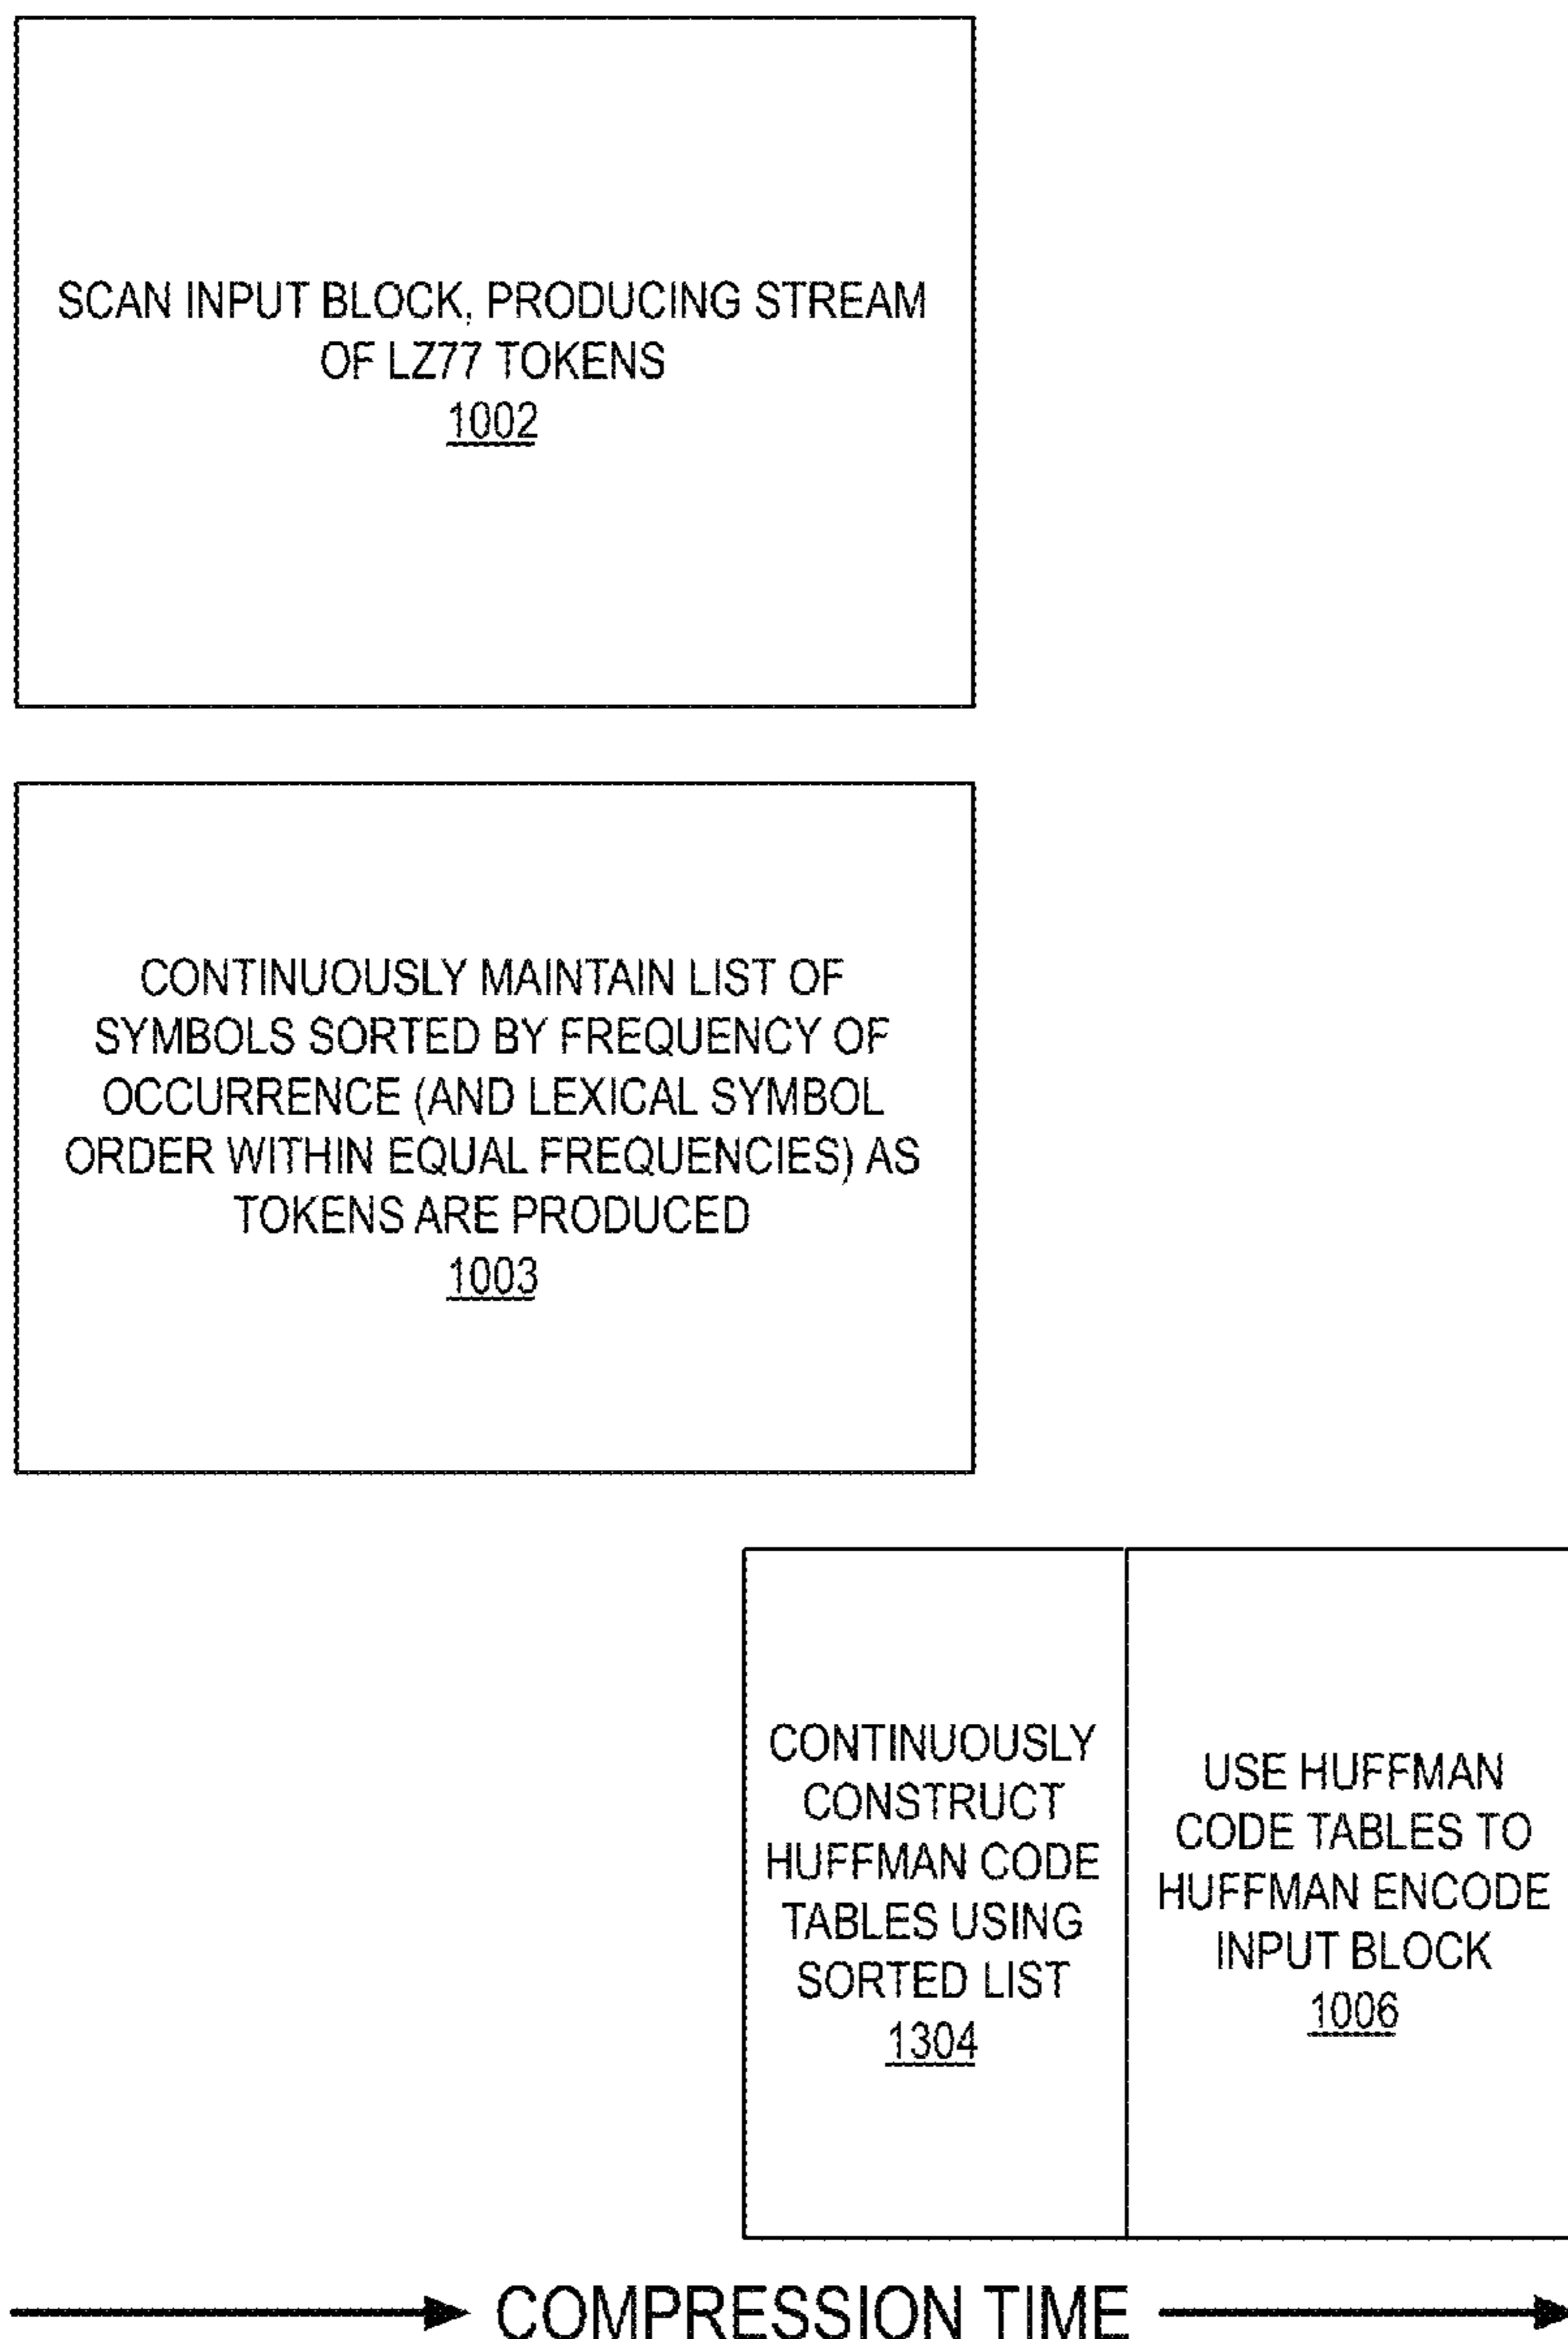 SCAN INPUT BLOCK, PRODUCING STREAM
OF LZ77 TOKENS
1002
CONTINUOUSLY MAINTAIN LIST OF
SYMBOLS SORTED BY FREQUENCY OF
OCCURRENCE (AND LEXICAL SYMBOL
ORDER WITHIN EQUAL FREQUENCIES) AS
TOKENS ARE PRODUCED
1003
CONTINUOUSLY
CONSTRUCT
HUFFMAN CODE
TABLES USING
SORTED LIST
1304
USE HUFFMAN
CODE TABLES TO
HUFFMAN ENCODE
INPUT BLOCK
1006
COMPRESSION TIME